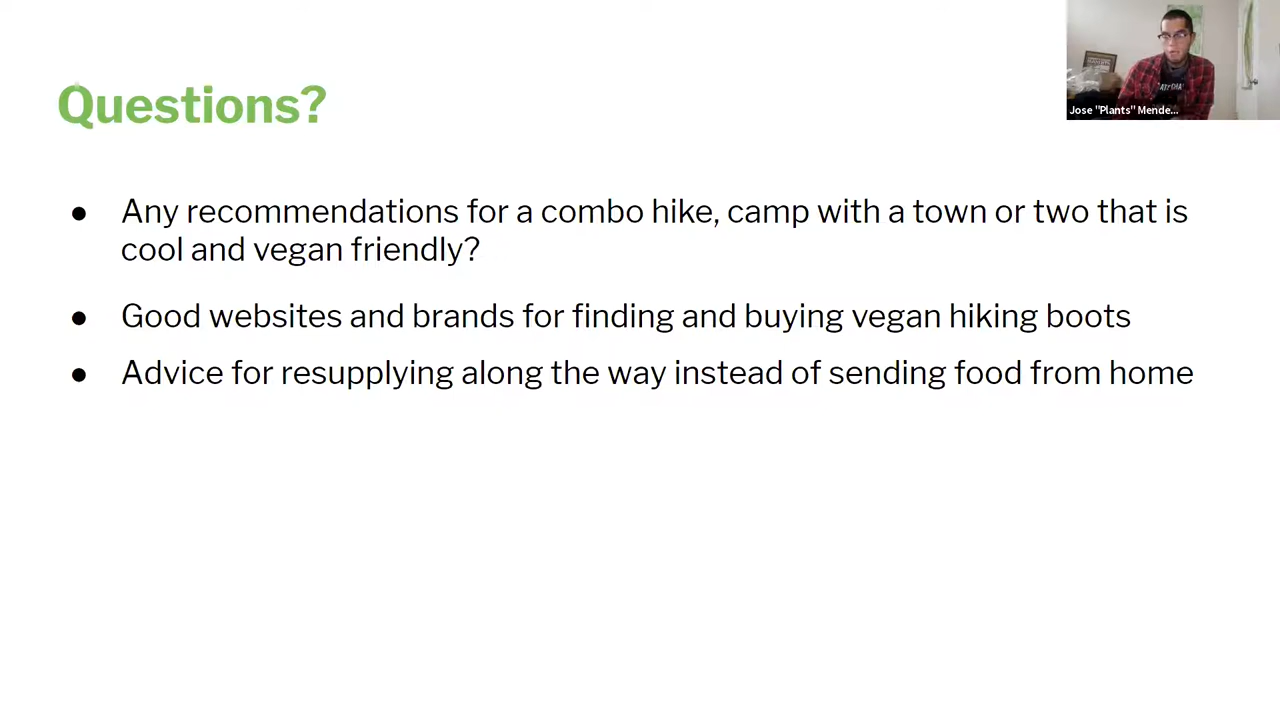 Questions?
Jose "Plants" Mende...
● Any recommendations for a combo hike, camp with a town or two that is
cool and vegan friendly?
● Good websites and brands for finding and buying vegan hiking boots
● Advice for resupplying along the way instead of sending food from home